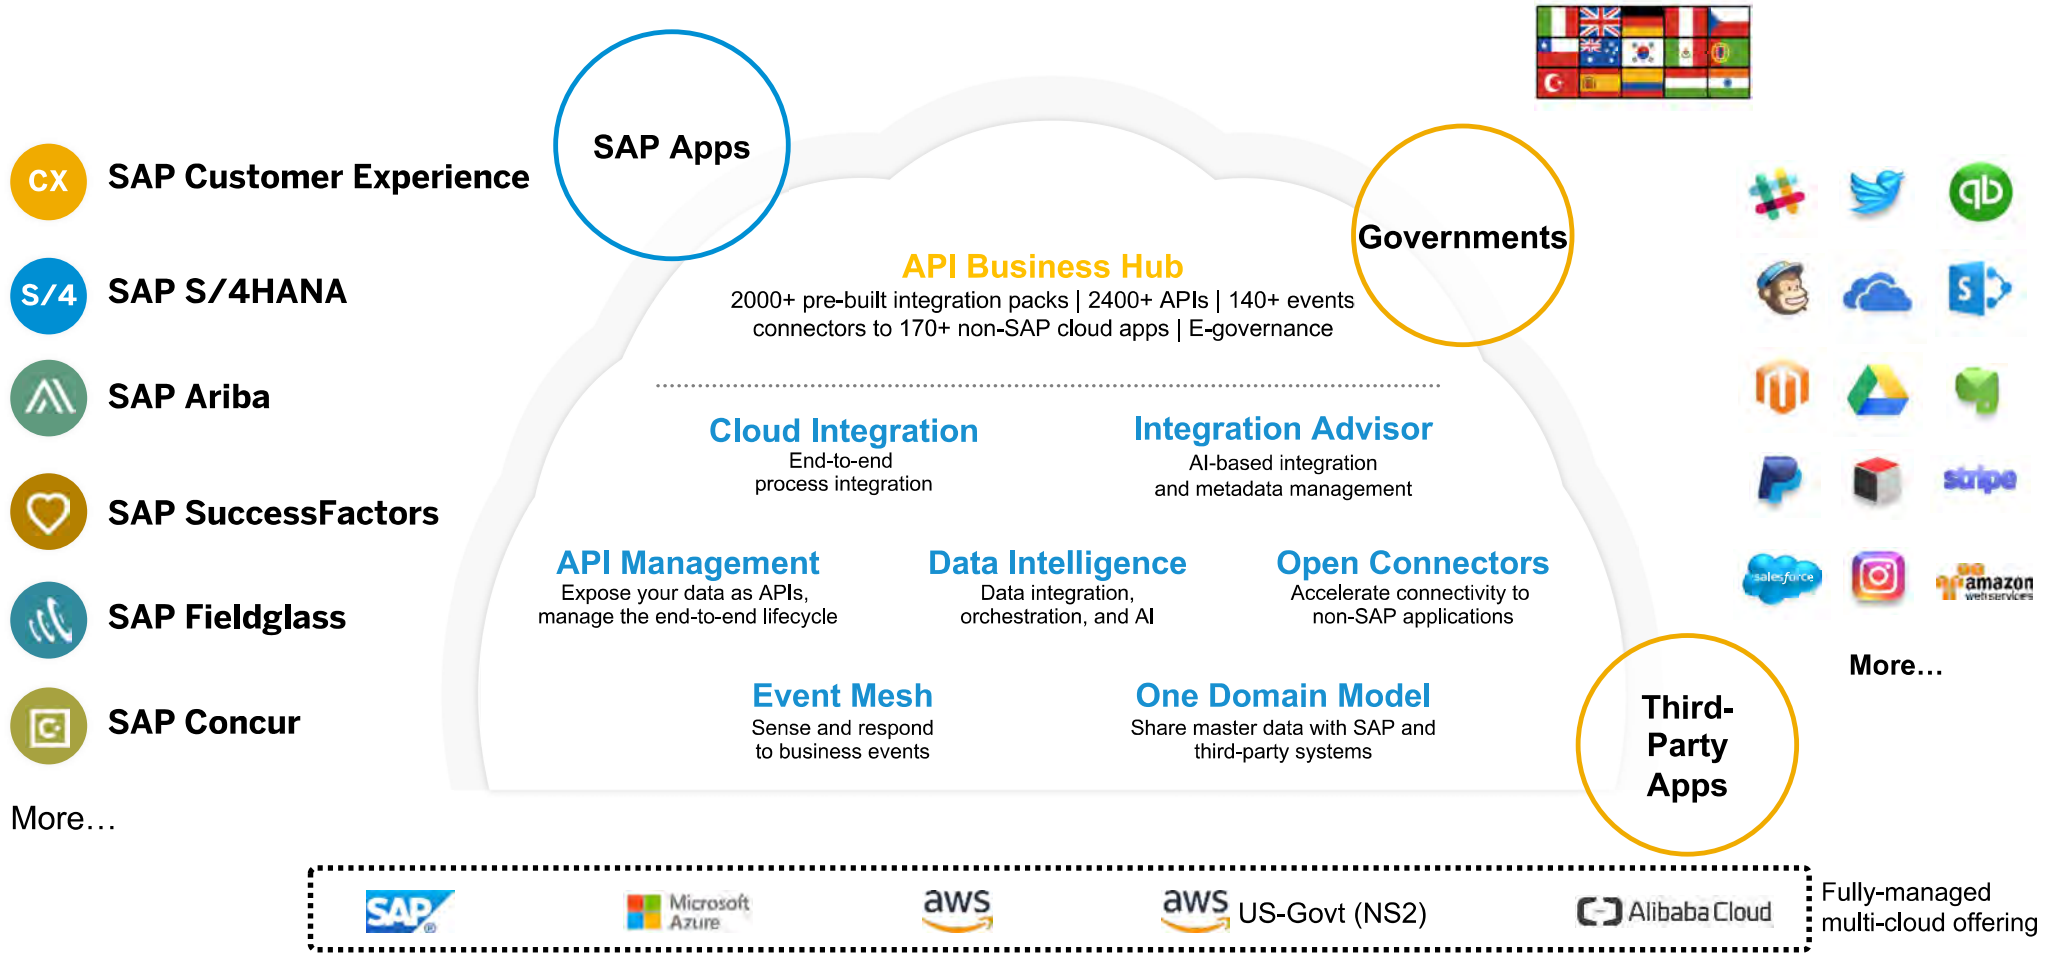 SAP Apps
Governments
CX
SAP Customer Experience
S/4
SAP S/4HANA
SAP Ariba
SAP SuccessFactors
SAP Fieldglass
SAP Concur
More…
API Business Hub
2000+ pre-built integration packs | 2400+ APIs | 140+ events
connectors to 170+ non-SAP cloud apps | E-governance
Cloud Integration
End-to-end
process integration
Integration Advisor
AI-based integration
and metadata management
API Management
Expose your data as APIs,
manage the end-to-end lifecycle
Data Intelligence
Data integration,
orchestration, and AI
Open Connectors
Accelerate connectivity to
non-SAP applications
Event Mesh
Sense and respond
to business events
One Domain Model
Share master data with SAP and
third-party systems
qb
S
stripe
salesforce
amazon
webservices
More…
Third-
Party
Apps
SAP
Microsoft
Azure
aws
aws US-Govt (NS2)
Alibaba Cloud
Fully-managed
multi-cloud offering